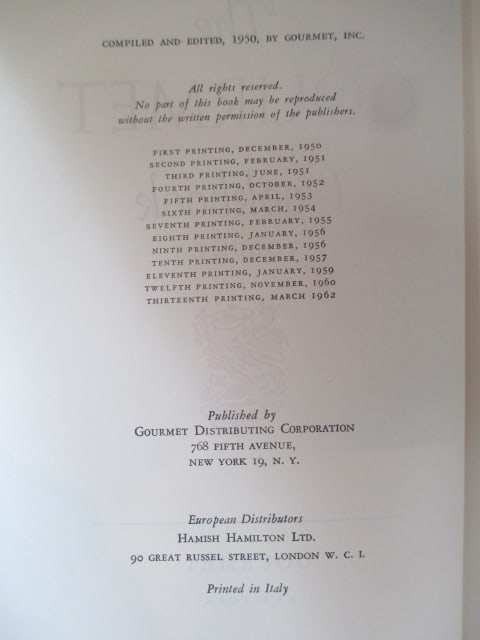 COMPILED AND EDITED, 1950, BY GOURMET, INC.
All rights reserved.
No part of this book may be reproduced
without the written permission of the publishers.
FIRST PRINTING, DECEMBER, 1950
SECOND PRINTING, FEBRUARY, 1951
THIRD PRINTING, JUNE, 1951
FOURTH PRINTING, OCTOBER, 1952
FIFTH PRINTING, APRIL, 1953
SIXTH PRINTING, MARCH, 1954
SEVENTH PRINTING, FEBRUARY, 1955
EIGHTH PRINTING, JANUARY, 1956
NINTH PRINTING, DECEMBER, 1956
TENTH PRINTING, DECEMBER, 1957
ELEVENTH PRINTING, JANUARY, 1959
TWELFTH PRINTING, NOVEMBER, 1960
THIRTEENTH PRINTING, MARCH 1962
Published by
GOURMET DISTRIBUTING CORPORATION
768 FIFTH AVENUE,
NEW YORK 19, N. Y.
European Distributors
HAMISH HAMILTON LTD.
90 GREAT RUSSEL STREET, LONDON W. C. I.
Printed in Italy